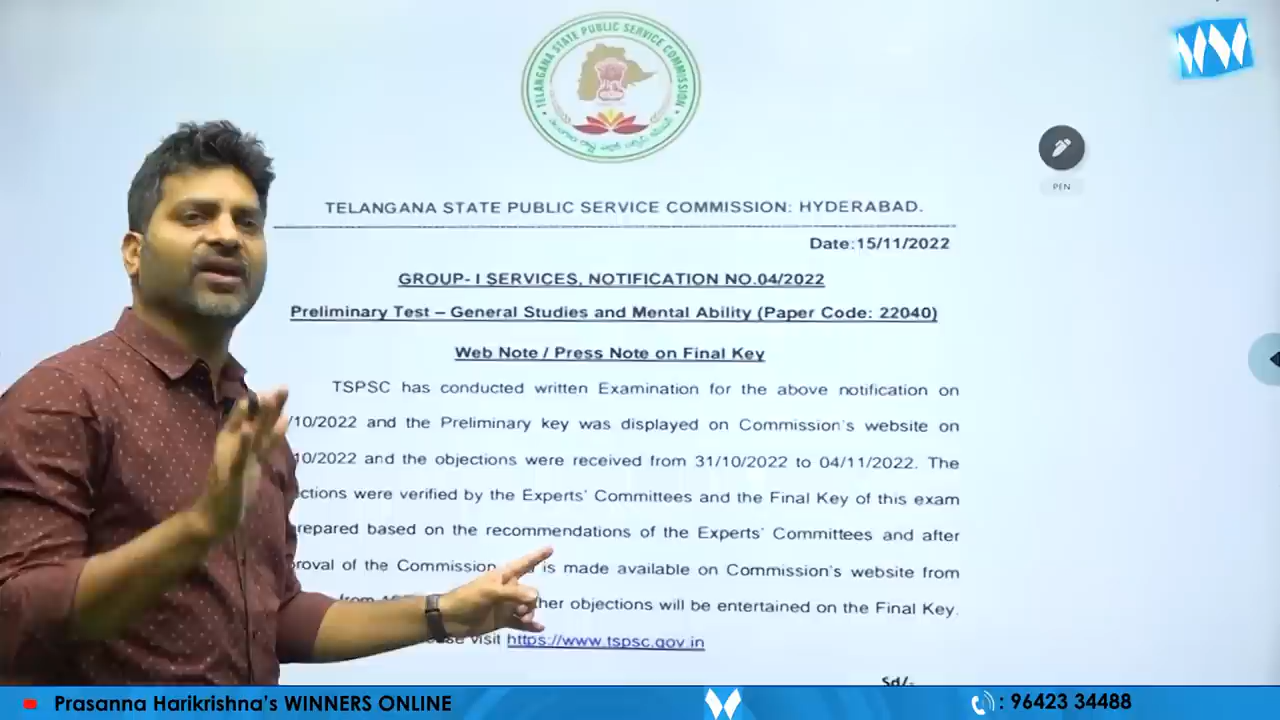 TELANGANA STATE PUBLIC SERVICE COMMISSION
PEN
TELANGANA STATE PUBLIC SERVICE COMMISSION: HYDERABAD.
Date:15/11/2022
GROUP- I SERVICES, NOTIFICATION NO.04/2022
Preliminary Test – General Studies and Mental Ability (Paper Code: 22040)
Web Note / Press Note on Final Key
TSPSC has conducted written Examination for the above notification on
/10/2022 and the Preliminary key was displayed on Commission's website on
10/2022 and the objections were received from 31/10/2022 to 04/11/2022. The
ctions were verified by the Experts' Committees and the Final Key of this exam
repared based on the recommendations of the Experts' Committees and after
roval of the Commission is made available on Commission's website from
from her objections will be entertained on the Final Key.
visit https://www.tspsc.gov.in
Sd/-
Prasanna Harikrishna's WINNERS ONLINE
: 96423 34488